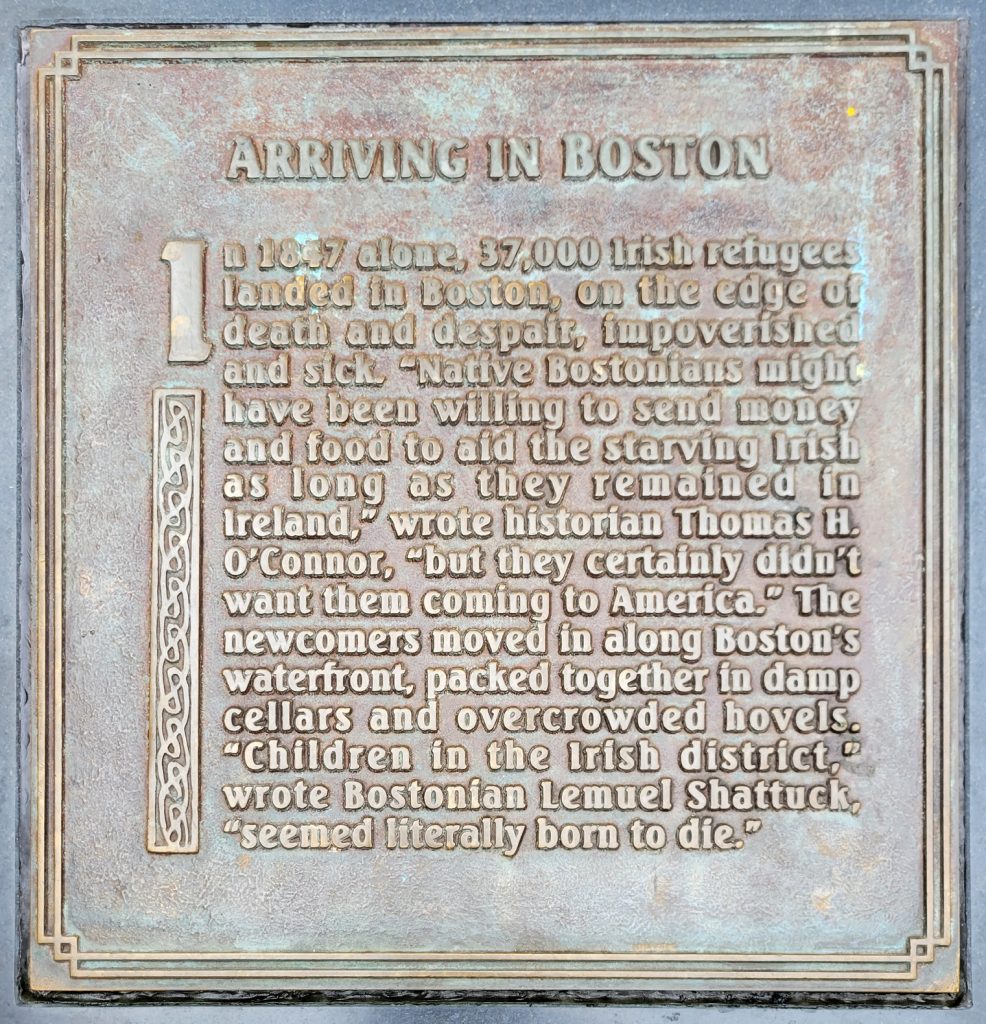 ARRIVING IN BOSTON
In 1847 alone, 37,000 Irish refugees
landed in Boston, on the edge of
death and despair, impoverished
and sick. “Native Bostonians might
have been willing to send money
and food to aid the starving Irish
as long as they remained in
Ireland,” wrote historian Thomas H.
O’Connor, “but they certainly didn’t
want them coming to America.” The
newcomers moved in along Boston’s
waterfront, packed together in damp
cellars and overcrowded hovels.
“Children in the Irish district,”
wrote Bostonian Lemuel Shattuck,
“seemed literally born to die.”